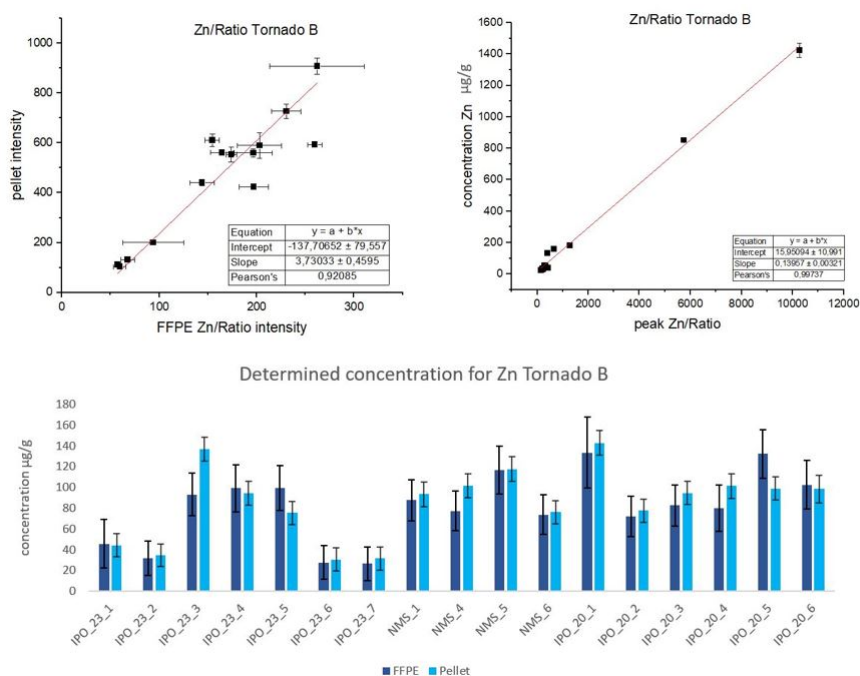 Zn/Ratio Tornado B
1000
800
600
400
200
0
pellet intensity
Equation y = a + b*x
Intercept -137,70652 ± 79,557
Slope 3,73033 ± 0,4595
Pearson's 0,92085
0 100 200 300
FFPE Zn/Ratio intensity
Zn/Ratio Tornado B
1600
1400
1200
1000
800
600
400
200
0
concentration Zn µg/g
Equation y = a + b*x
Intercept 15,95094 ± 10,991
Slope 0,13957 ± 0,00321
Pearson's 0,99737
0 2000 4000 6000 8000 10000 12000
peak Zn/Ratio
Determined concentration for Zn Tornado B
180
160
140
120
100
80
60
40
20
0
concentration µg/g
IPO_23_1 IPO_23_2 IPO_23_3 IPO_23_4 IPO_23_5 IPO_23_6 IPO_23_7 NMS_1 NMS_4 NMS_5 NMS_6 IPO_20_1 IPO_20_2 IPO_20_3 IPO_20_4 IPO_20_5 IPO_20_6
FFPE Pellet